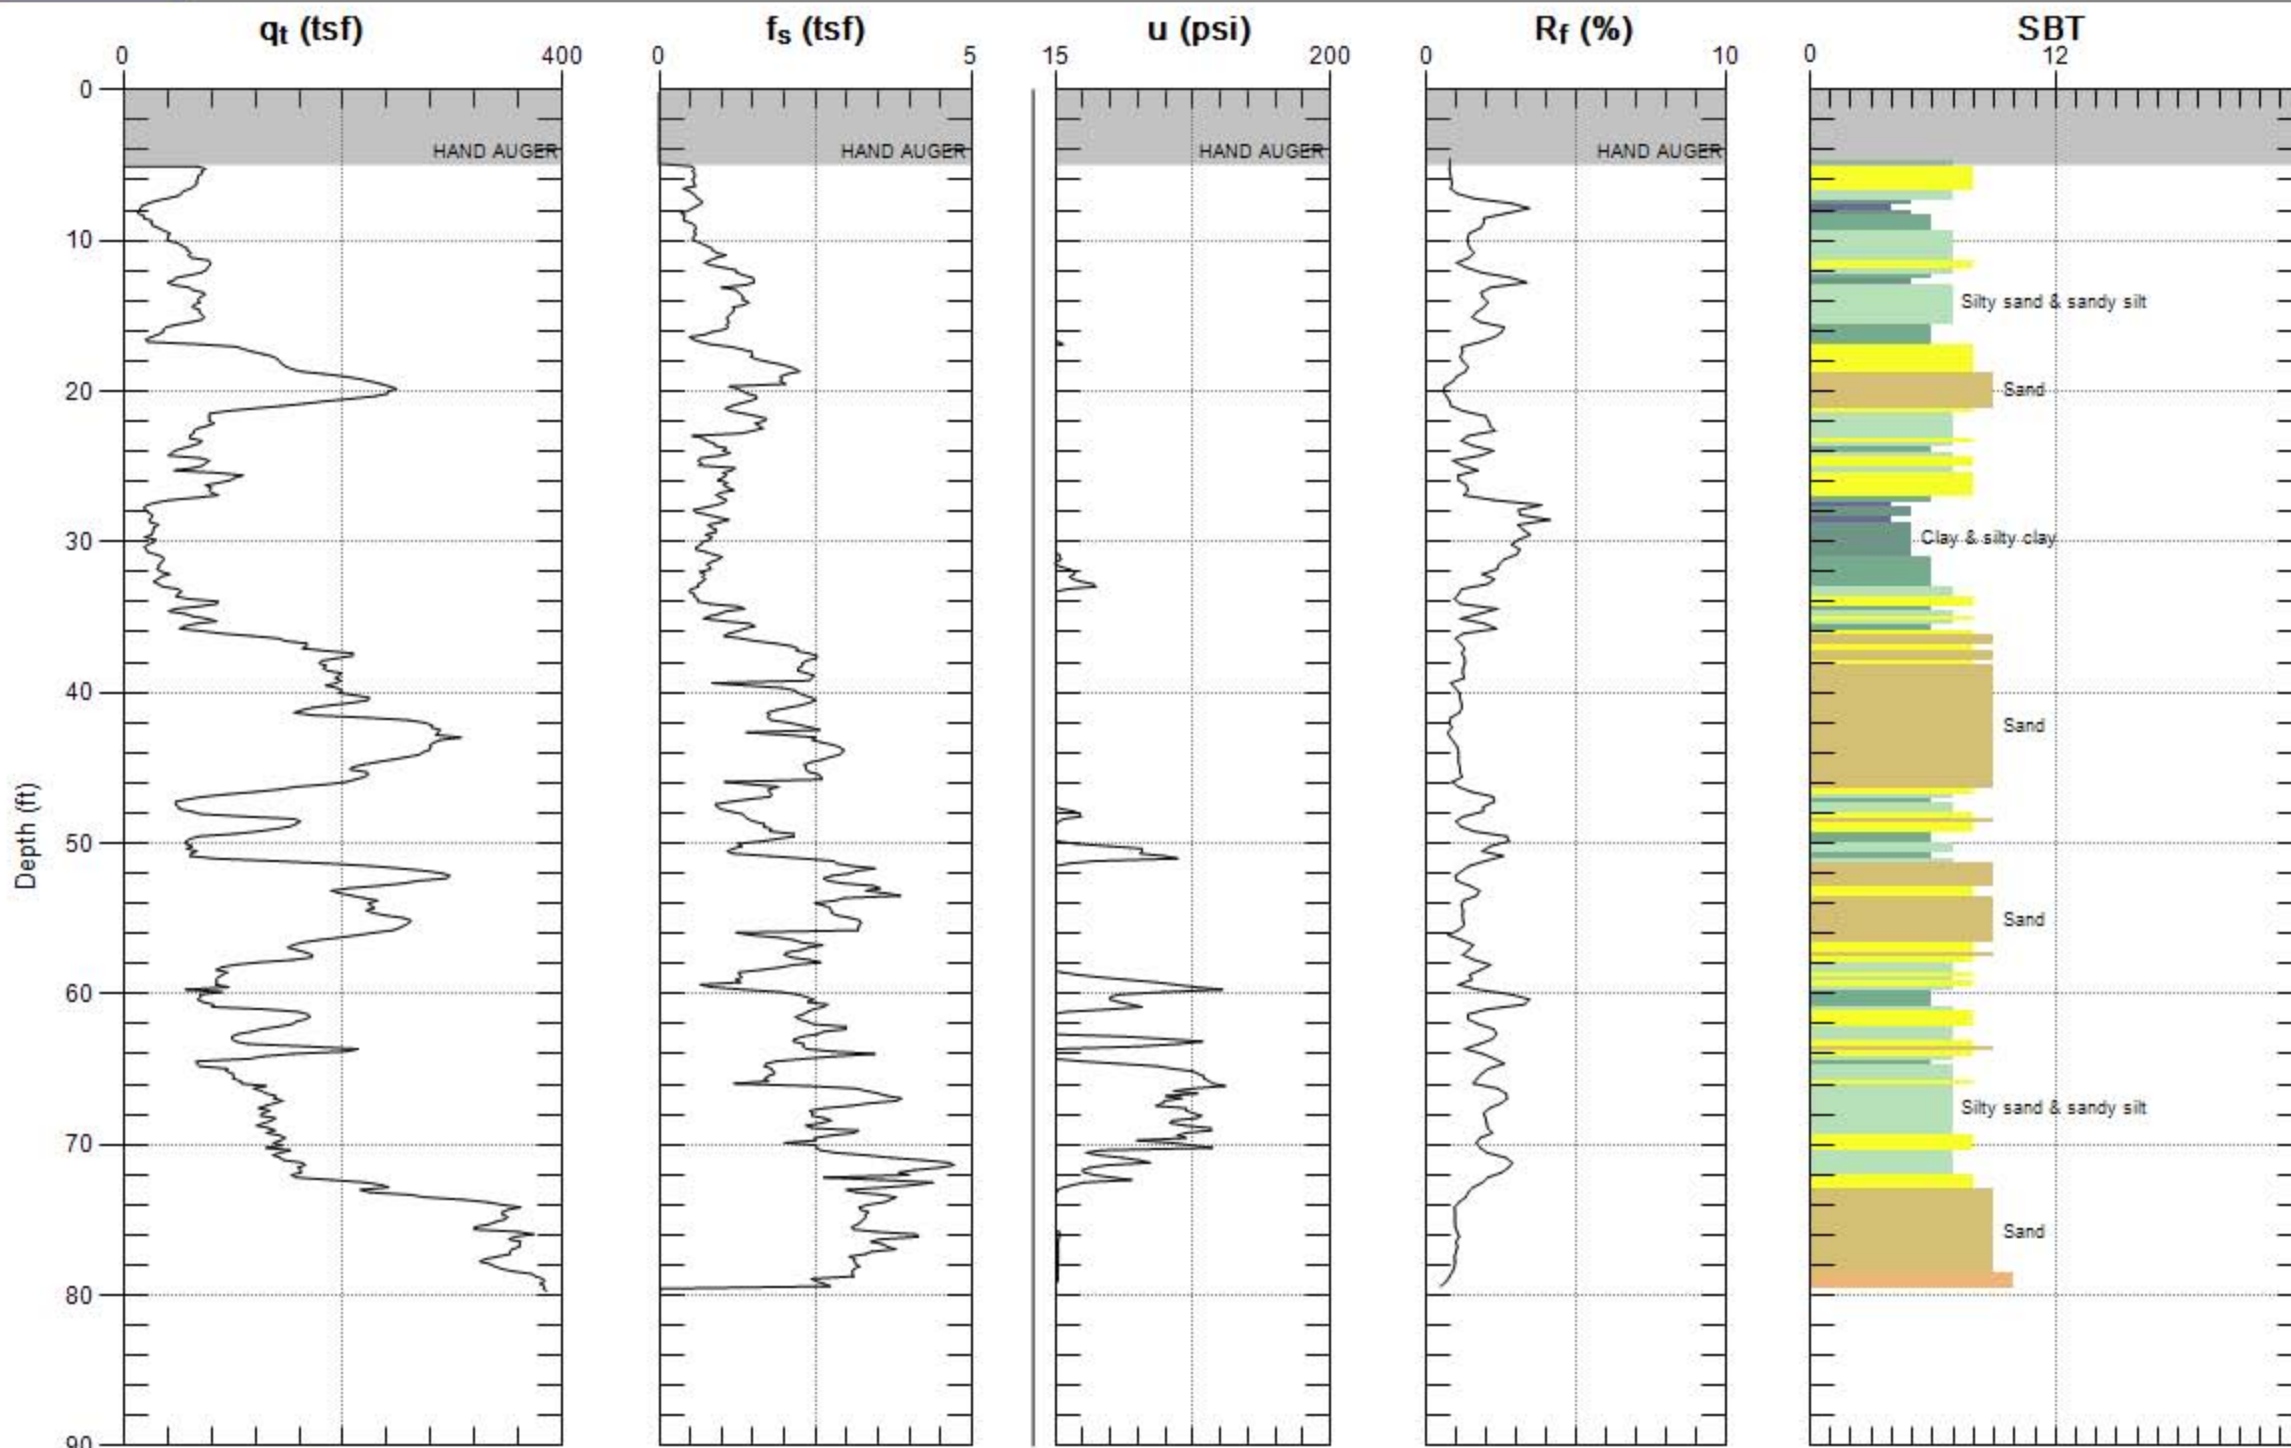 qt (tsf) fs (tsf) u (psi) Rf (%) SBT
0 400 0 5 15 200 0 10 0 12
0
HAND AUGER HAND AUGER HAND AUGER HAND AUGER
10
Silty sand & sandy silt
20 Sand
30 Clay & silty clay
40
Sand
50
Depth (ft)
Sand
60
Silty sand & sandy silt
70
Sand
80
90